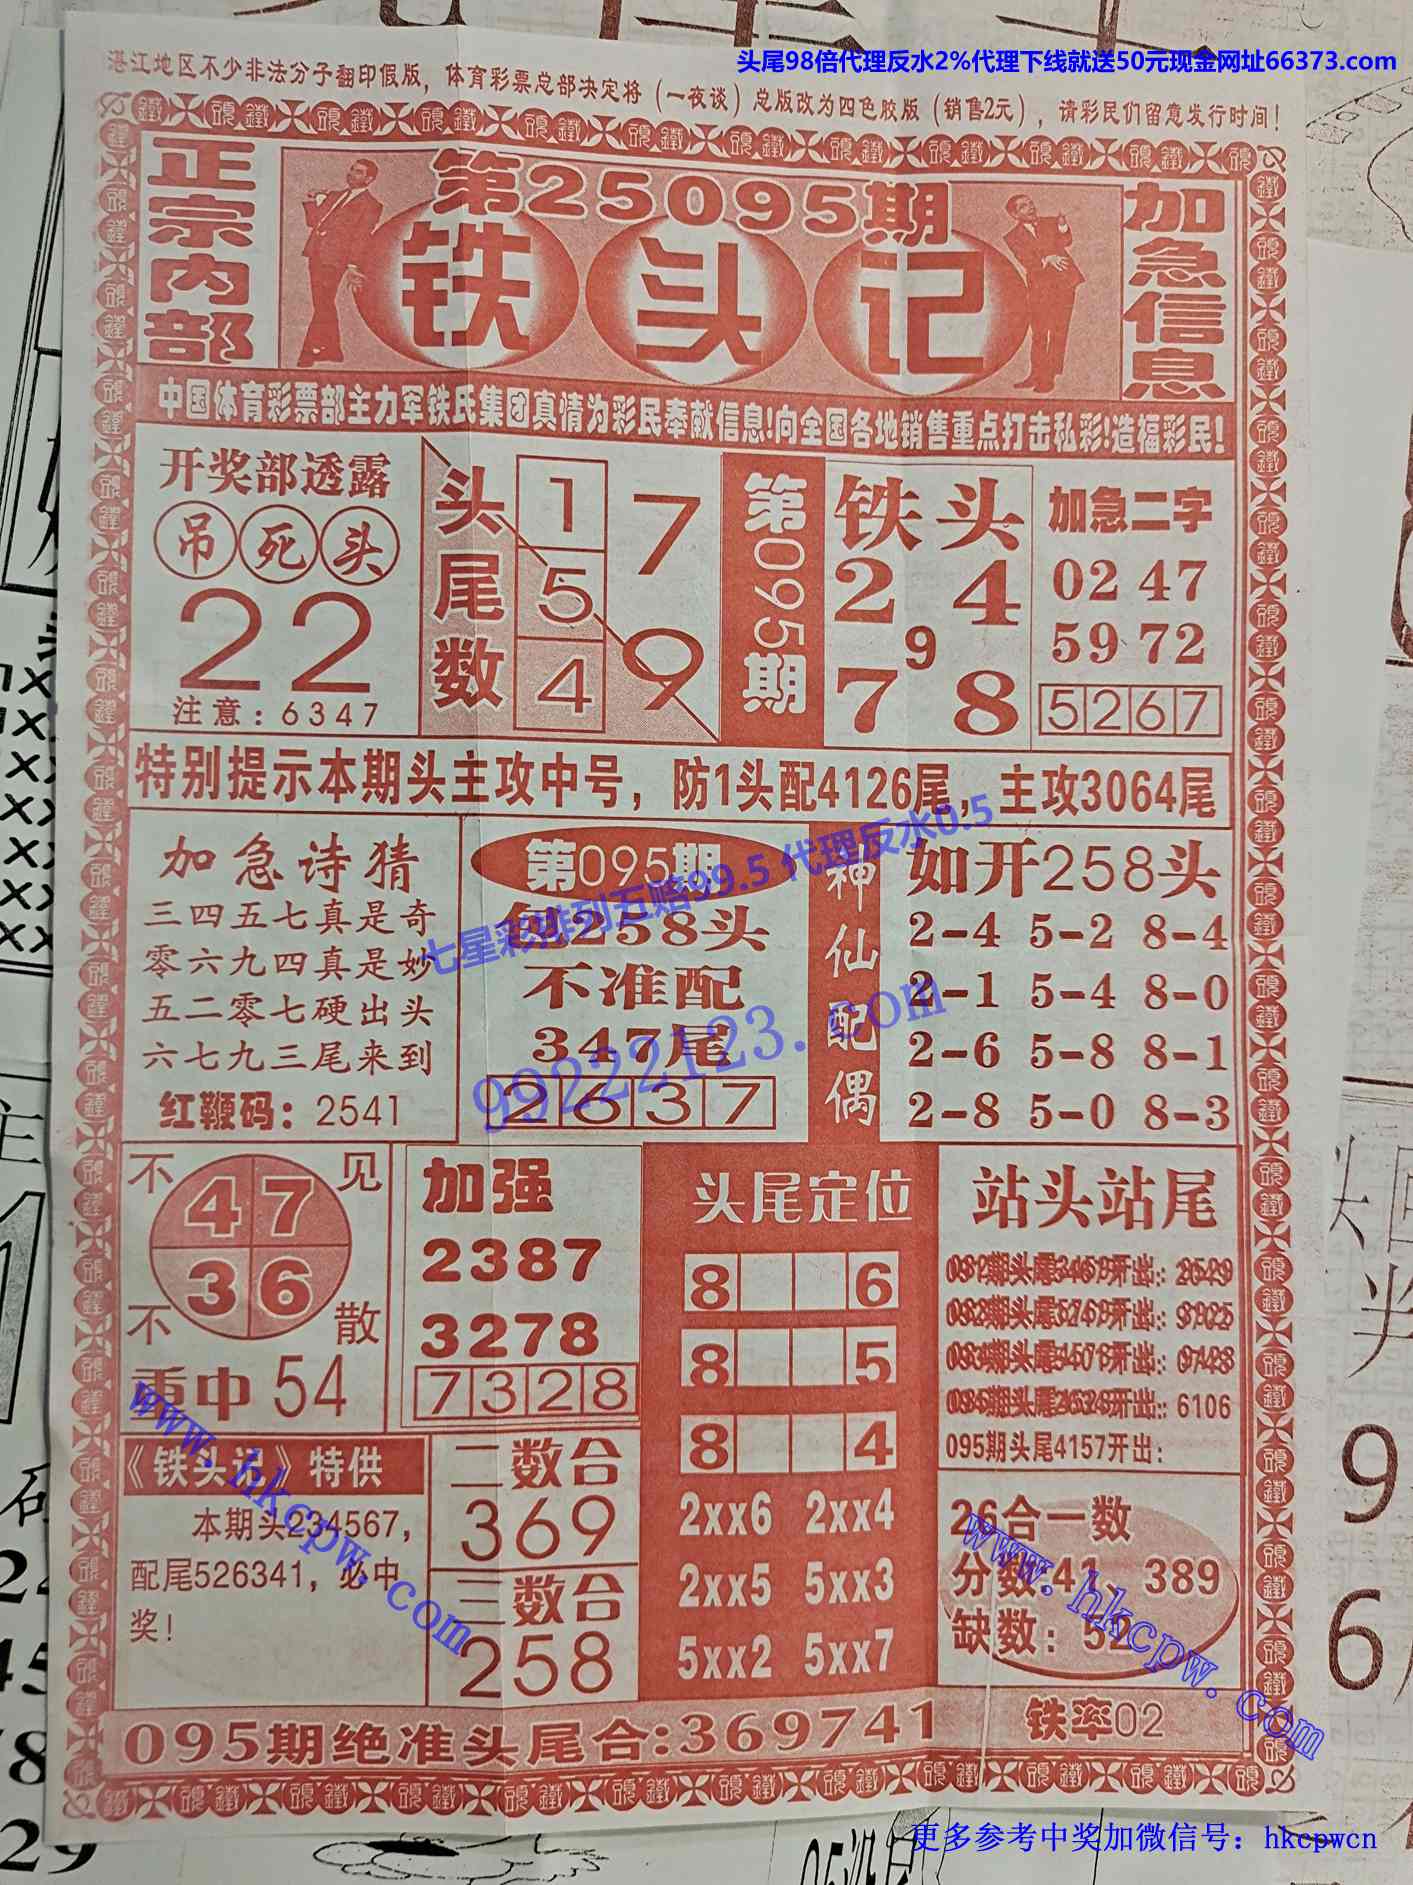 头尾98倍代理反水2%代理下线就送50元现金网址66373.com
湛江地区不少非法分子翻印假版，体育彩票总部决定将（一夜谈）总版改为四色胶版（销售2元），请彩民们留意发行时间！
正宗内部
第25095期
铁头记
加急信息
中国体育彩票部主力军铁氏集团真情为彩民奉献信息!向全国各地销售重点打击私彩!造福彩民!
开奖部透露
吊死头
22
注意：6347
头尾数
1
5
4
7
9
第095期
铁头
2 4
9
7 8
加急二字
02 47
59 72
5267
特别提示本期头主攻中号，防1头配4126尾，主攻3064尾
加急诗猜
三四五七真是奇
零六九四真是妙
五二零七硬出头
六七九三尾来到
红鞭码：2541
第095期
包258头
不准配
347尾
2637
神仙配偶
如开258头
2-4 5-2 8-4
2-1 5-4 8-0
2-6 5-8 8-1
2-8 5-0 8-3
七星彩排列五赔99.5 代理反水0.5
99222123.com
不见
47
36
不散
重中54
加强
2387
3278
7328
头尾定位
8 6
8 5
8 4
2xx6 2xx4
2xx5 5xx3
5xx2 5xx7
站头站尾
6106
095期头尾4157开出：
《铁头记》特供
本期头234567，
配尾526341，必中
奖！
二数合
369
三数合
258
26合一数
分数:41、389
缺数：52
095期绝准头尾合:369741
铁率02
www.hkcpw.com
www.hkcpw.com
更多参考中奖加微信号：hkcpwcn